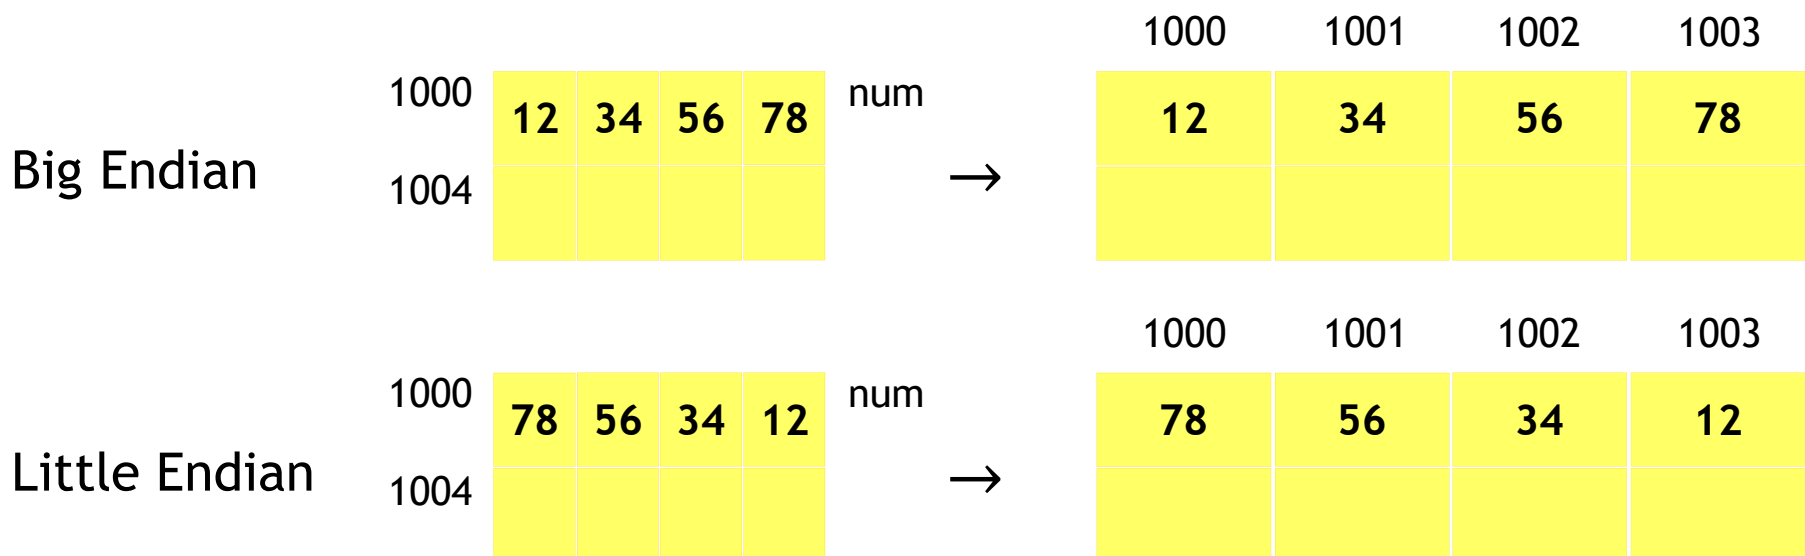 1000 1001 1002 1003
1000 12 34 56 78 num 12 34 56 78
Big Endian 1004 →
1000 1001 1002 1003
1000 78 56 34 12 num 78 56 34 12
Little Endian 1004 →